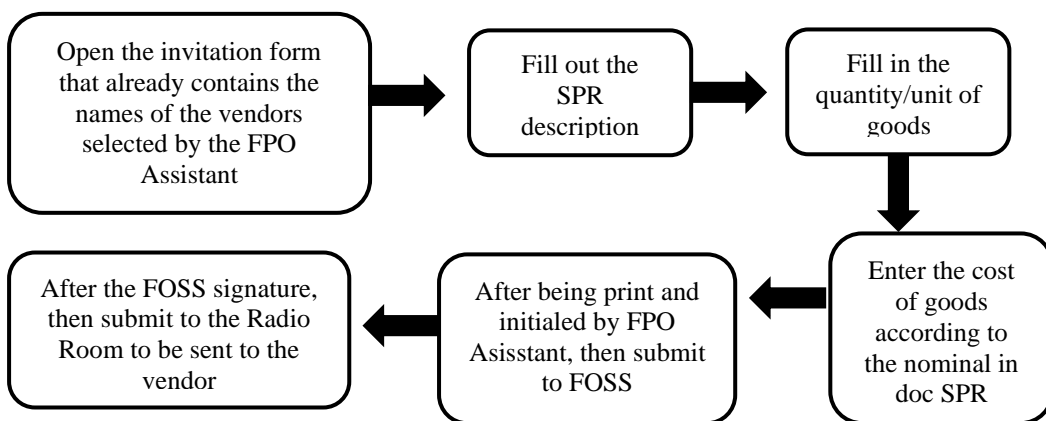 Open the invitation form
that already contains the
names of the vendors
selected by the FPO
Assistant
Fill out the
SPR
description
Fill in the
quantity/unit of
goods
Enter the cost
of goods
according to
the nominal in
doc SPR
After being print and
initialed by FPO
Asisstant, then submit
to FOSS
After the FOSS signature,
then submit to the Radio
Room to be sent to the
vendor